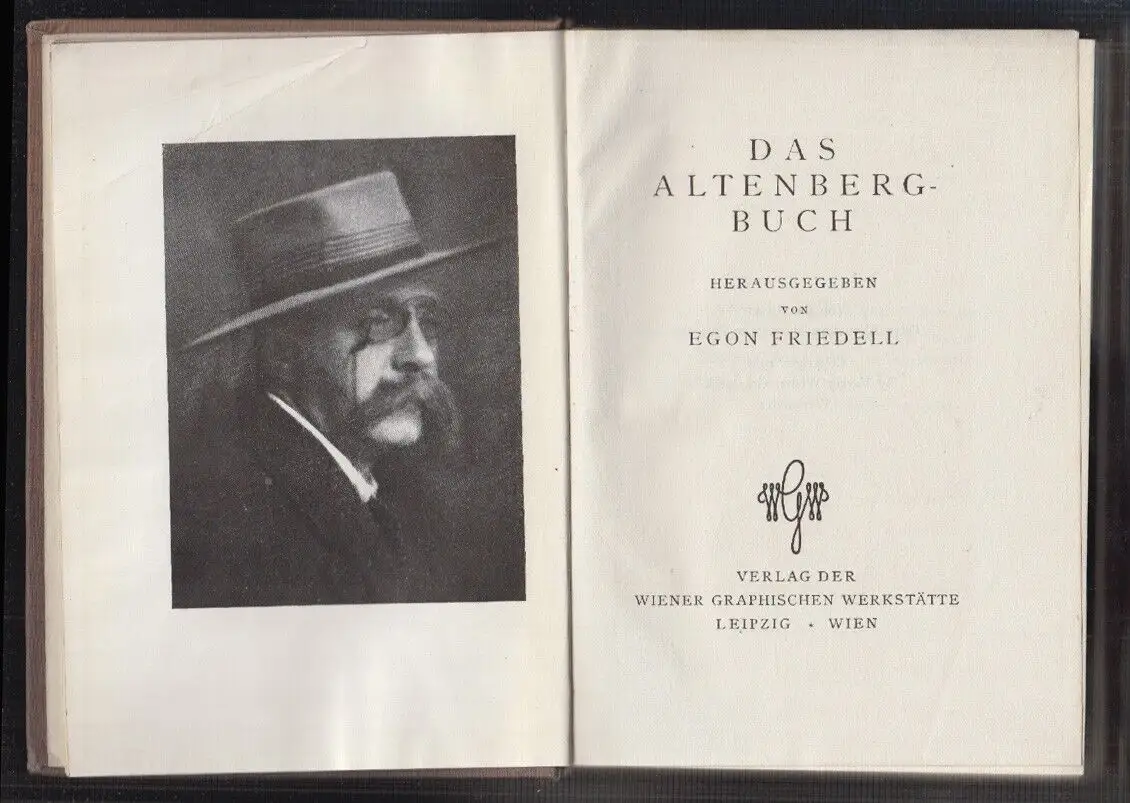 DAS
ALTENBERG-
BUCH
HERAUSGEGEBEN
VON
EGON FRIEDELL
WGW
VERLAG DER
WIENER GRAPHISCHEN WERKSTÄTTE
LEIPZIG * WIEN